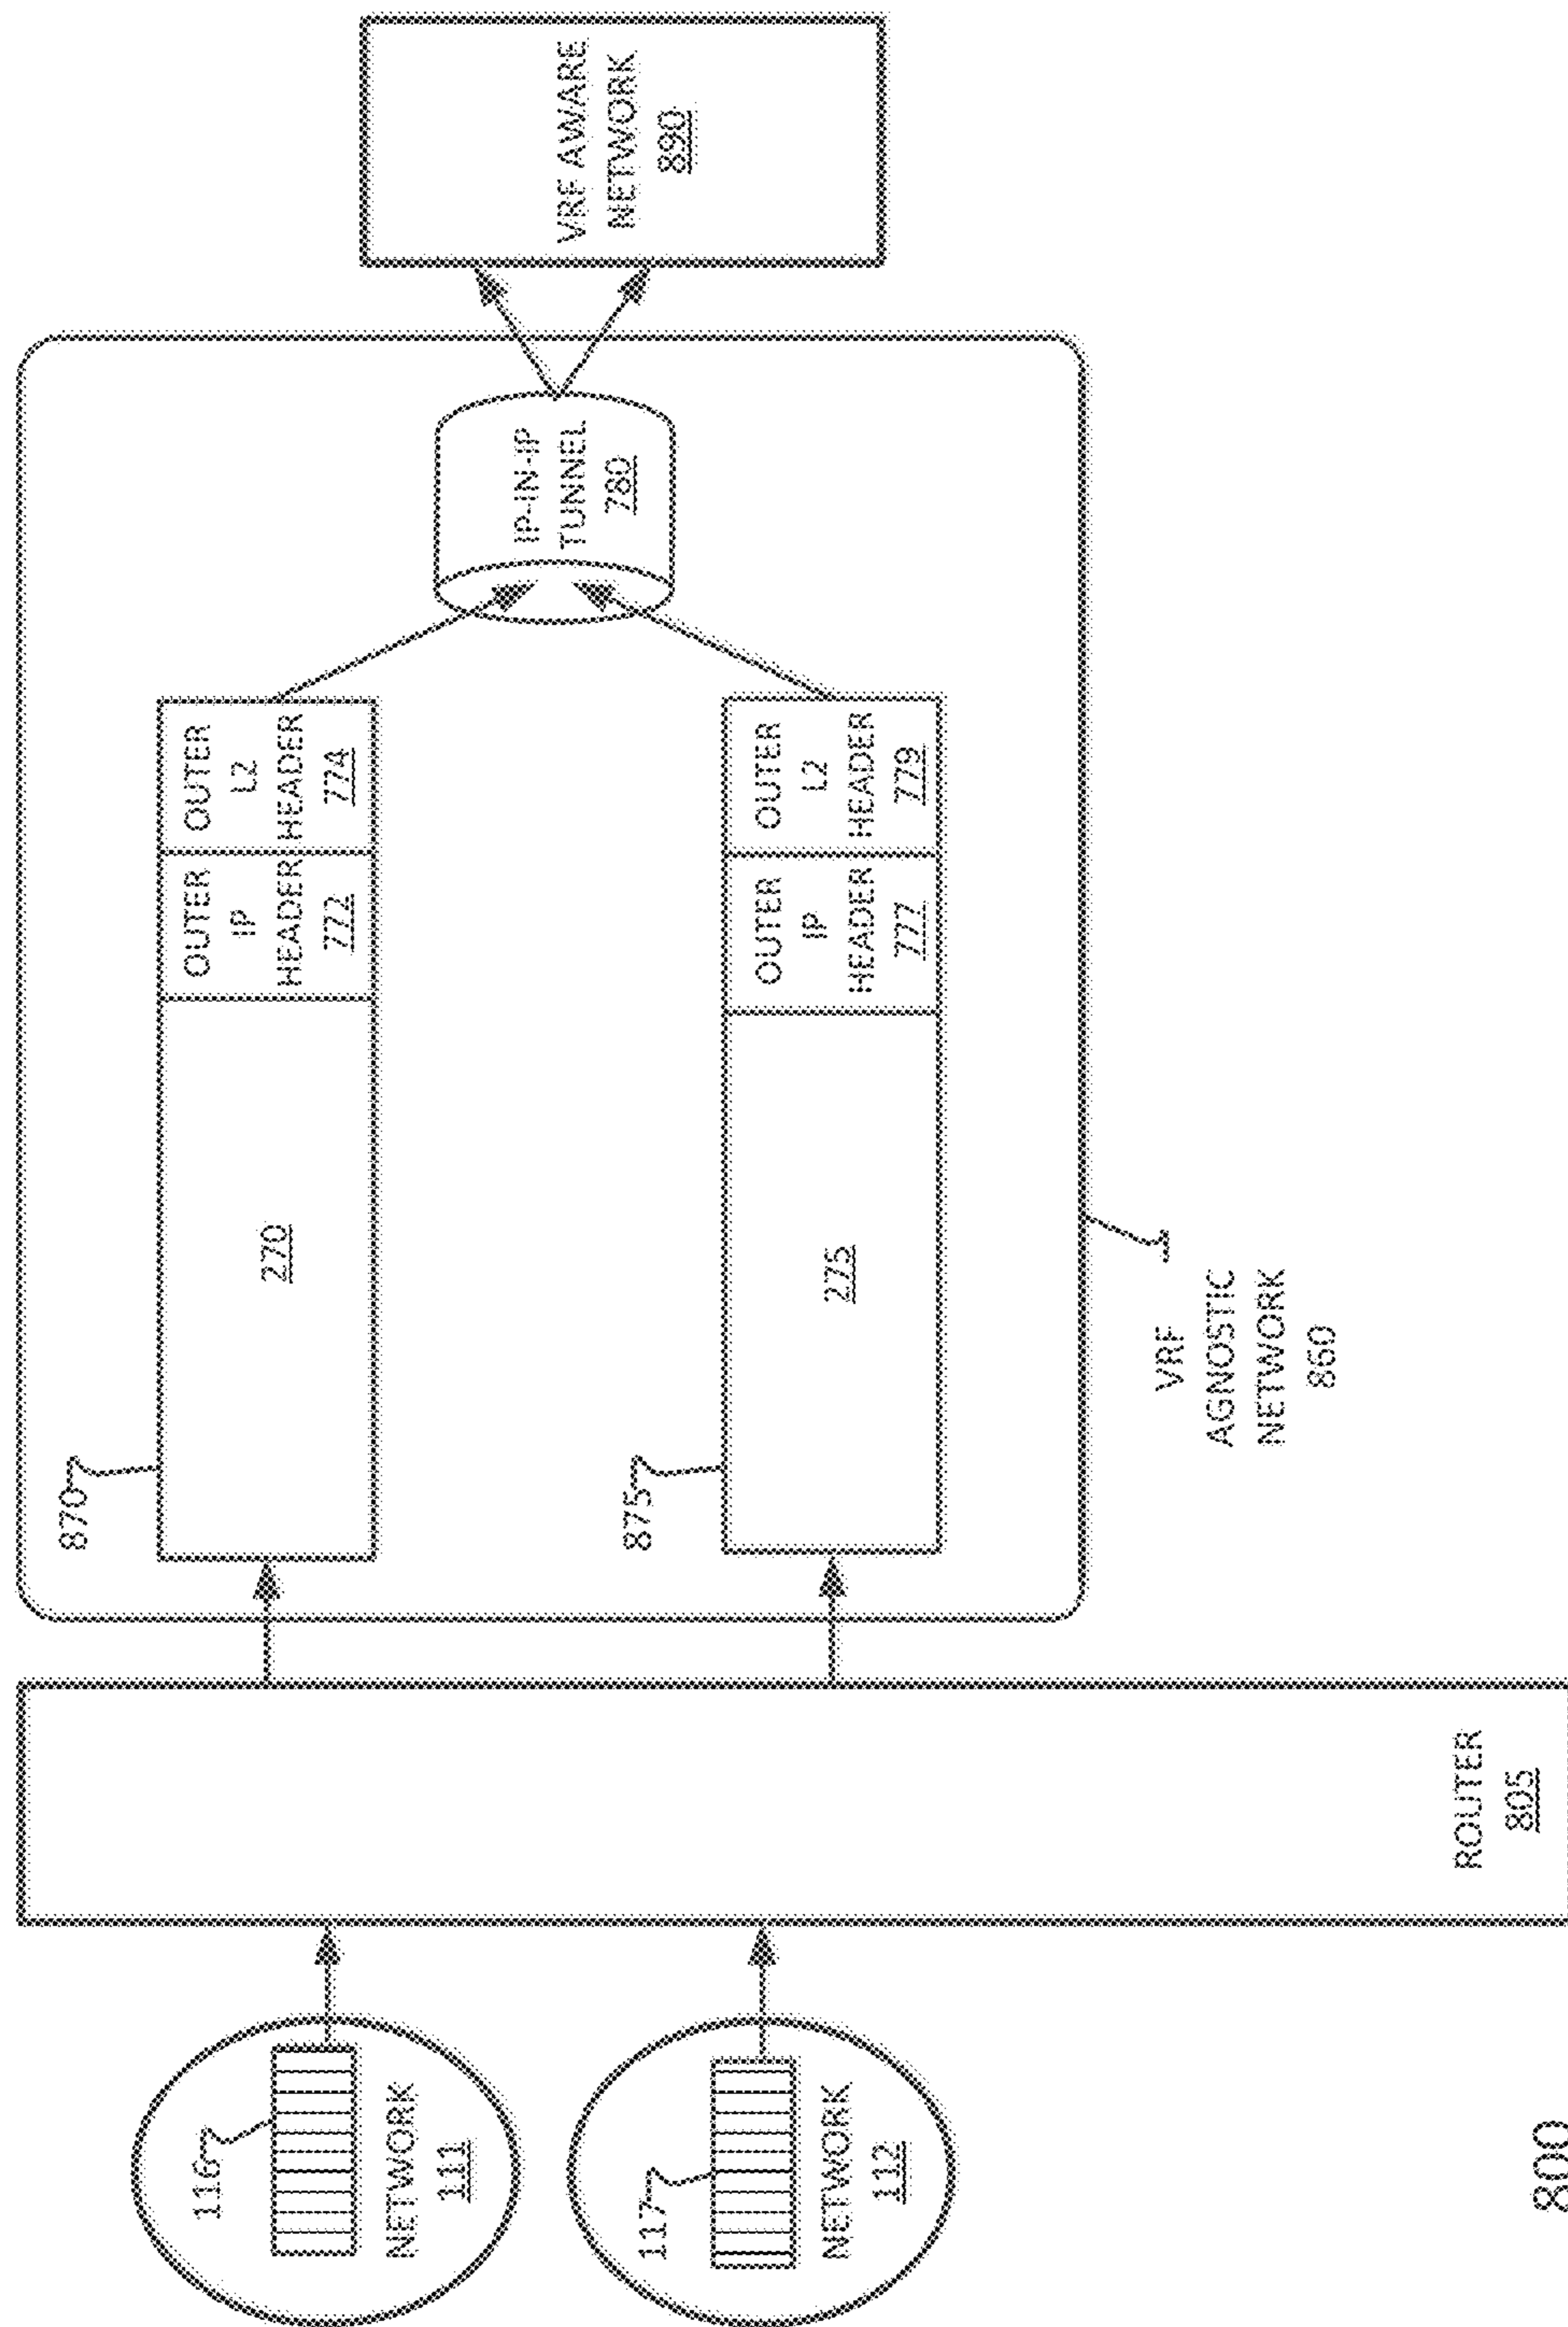 116
NETWORK
111
117
NETWORK
112
ROUTER
805
870
270
OUTER
IP
HEADER
772
OUTER
L2
HEADER
774
875
275
OUTER
IP
HEADER
777
OUTER
L2
HEADER
779
IP-IN-IP
TUNNEL
780
VRF AWARE
NETWORK
890
VRF
AGNOSTIC
NETWORK
860
800